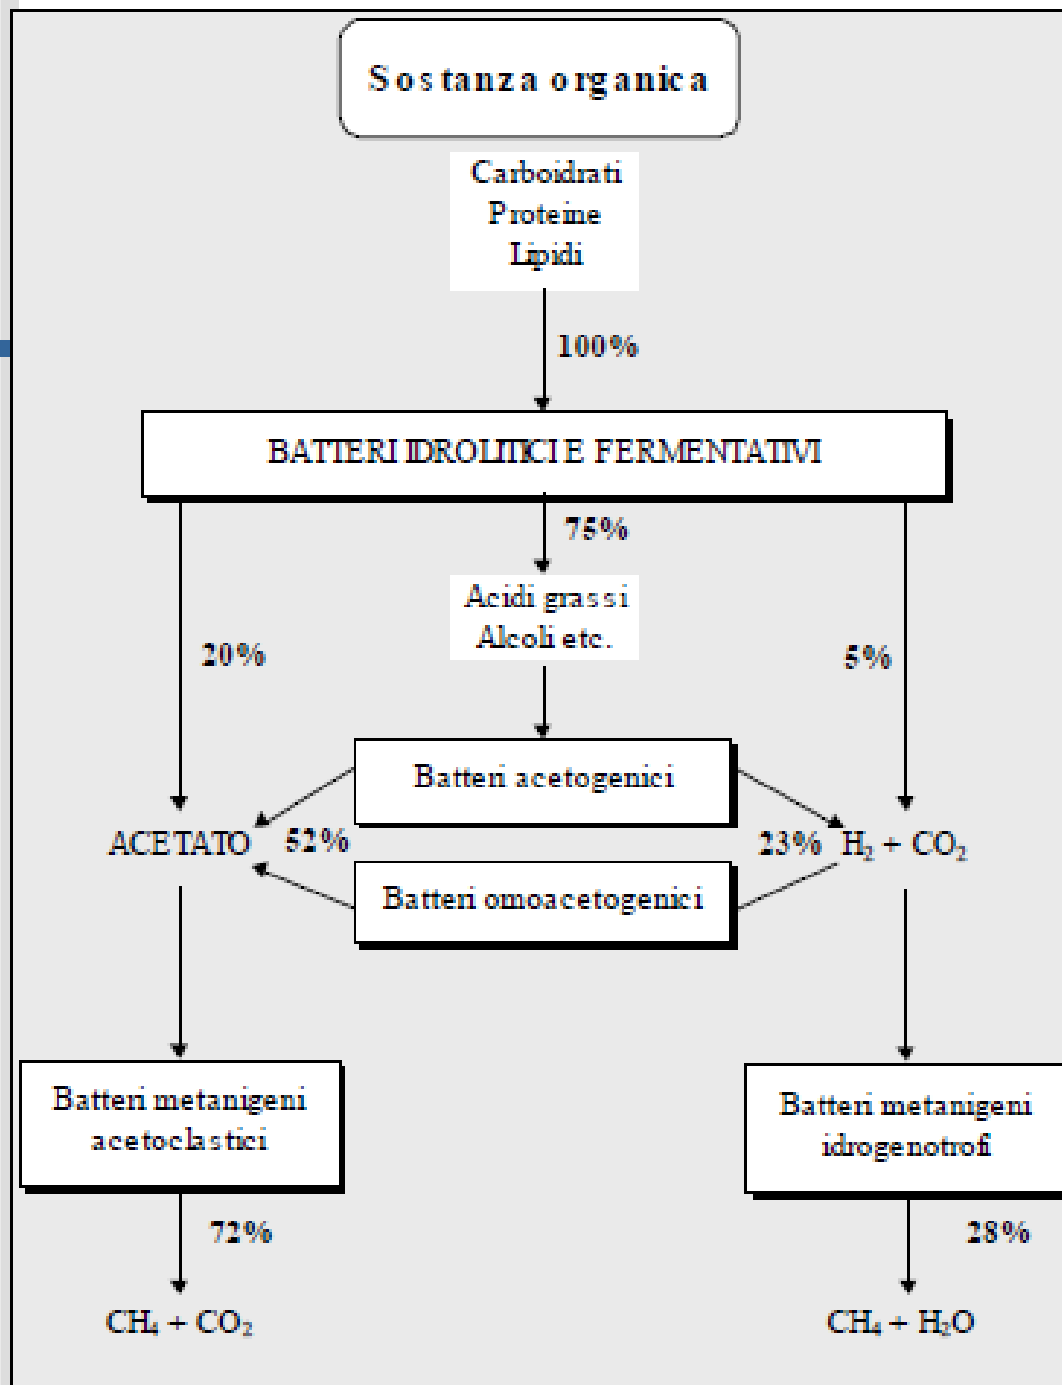 Sostanza organica
Carboidrati
Proteine
Lipidi
100%
BATTERI IDROLITICI E FERMENTATIVI
75%
Acidi grassi
Alcoli etc.
20%
5%
Batteri acetogenici
ACETATO
52%
23%
H₂ + CO₂
Batteri omoacetogenici
Batteri metanigeni
acetoclastici
Batteri metanigeni
idrogenotrofi
72%
28%
CH₄ + CO₂
CH₄ + H₂O